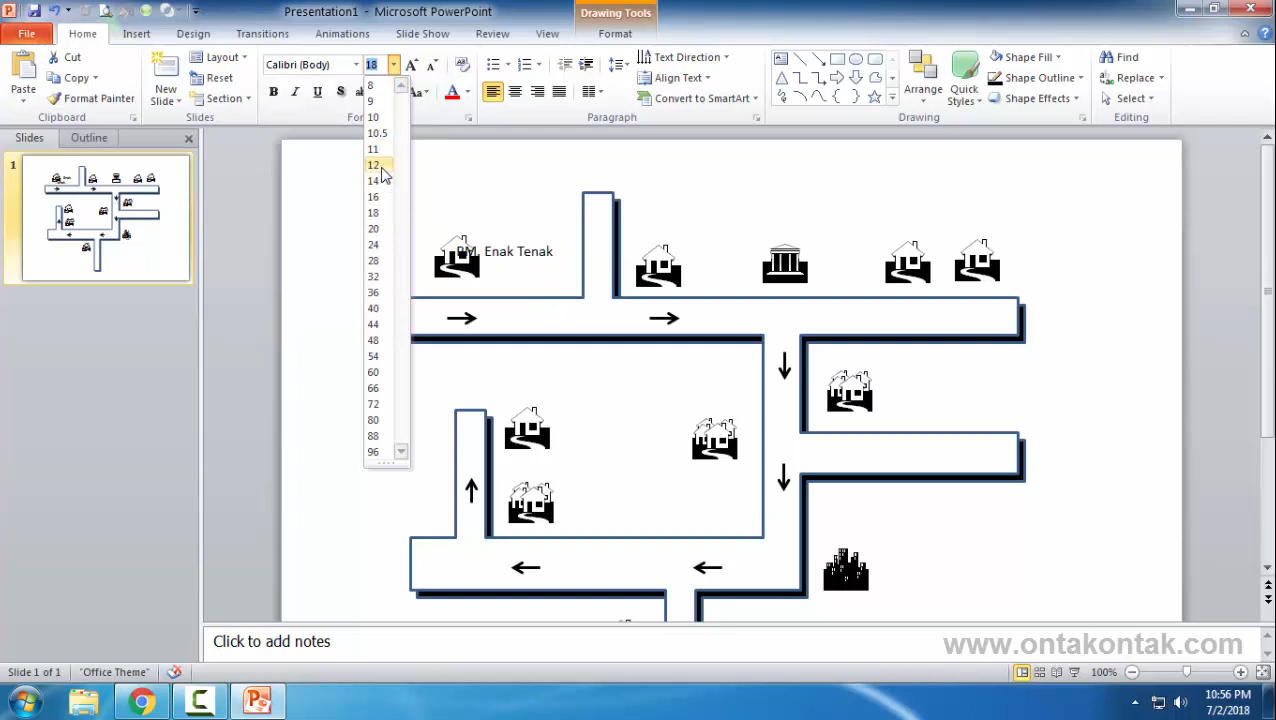 Presentation1 - Microsoft PowerPoint
Drawing Tools
File
Home
Insert
Design
Transitions
Animations
Slide Show
Review
View
Format
Paste
Cut
Copy
Format Painter
Clipboard
New
Slide
Layout
Reset
Section
Slides
Calibri (Body)
18
B
I
U
S
Aa
A
Text Direction
Align Text
Convert to SmartArt
Paragraph
Arrange
Quick
Styles
Shape Fill
Shape Outline
Shape Effects
Drawing
Find
Replace
Select
Editing
8
9
10
10.5
11
12
14
16
18
20
24
28
32
36
40
44
48
54
60
66
72
80
88
96
Slides
Outline
1
RM. Enak Tenak
Click to add notes
www.ontakontak.com
Slide 1 of 1
"Office Theme"
100%
10:56 PM
7/2/2018